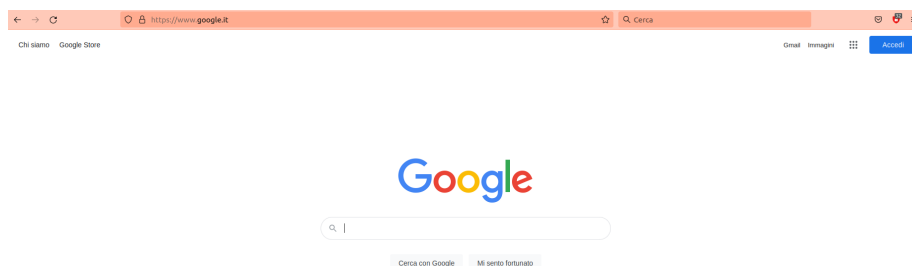 https://www.google.it
Cerca
Chi siamo Google Store
Gmail Immagini Accedi
Google
Cerca con Google Mi sento fortunato